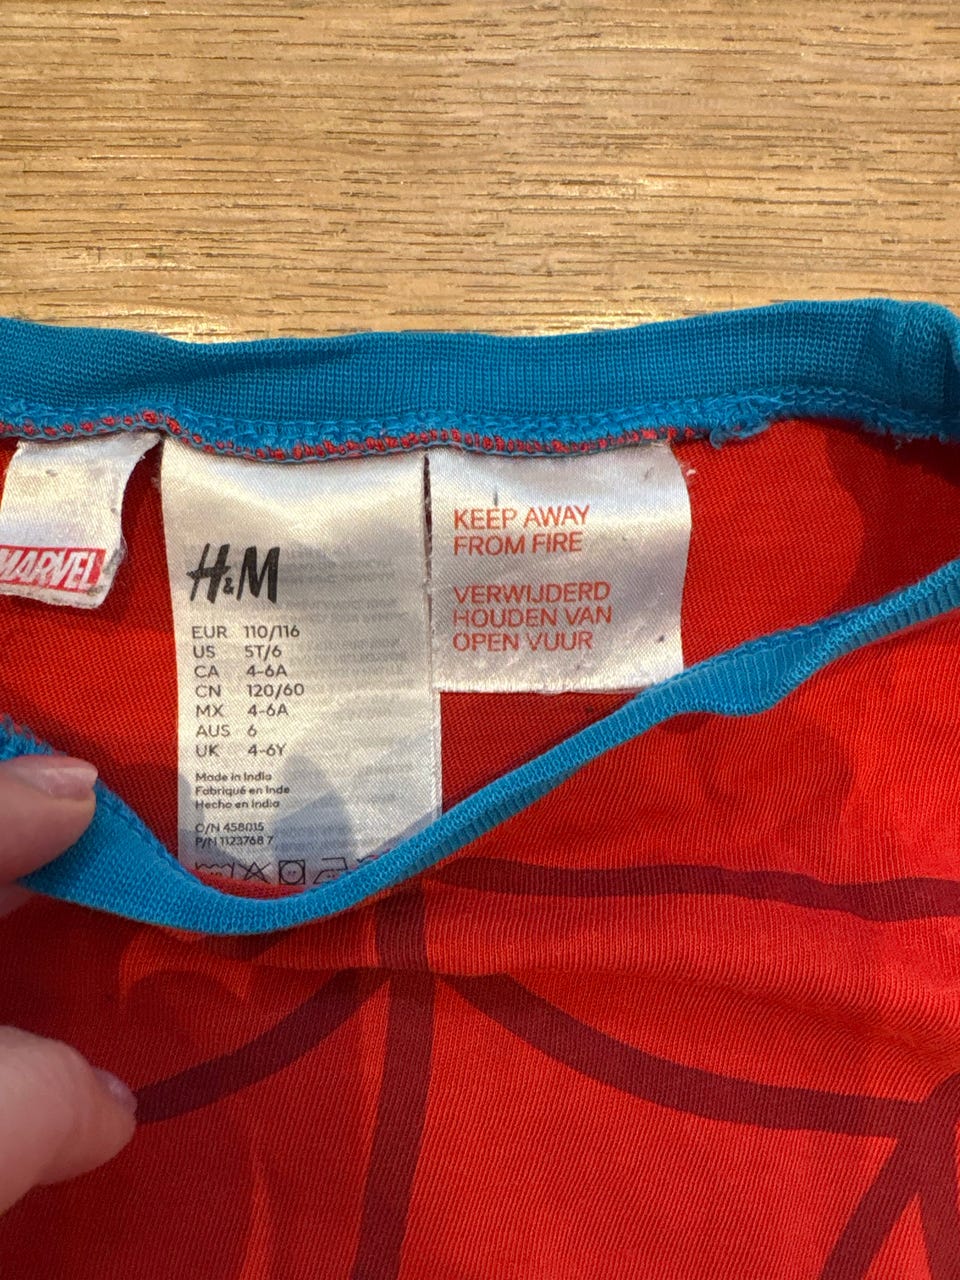 MARVEL
H&M
EUR 110/116
US 5T/6
CA 4-6A
CN 120/60
MX 4-6A
AUS 6
UK 4-6Y
Made in India
Fabriqué en Inde
Hecho en India
O/N 458015
P/N 1123768 7
KEEP AWAY
FROM FIRE
VERWIJDERD
HOUDEN VAN
OPEN VUUR